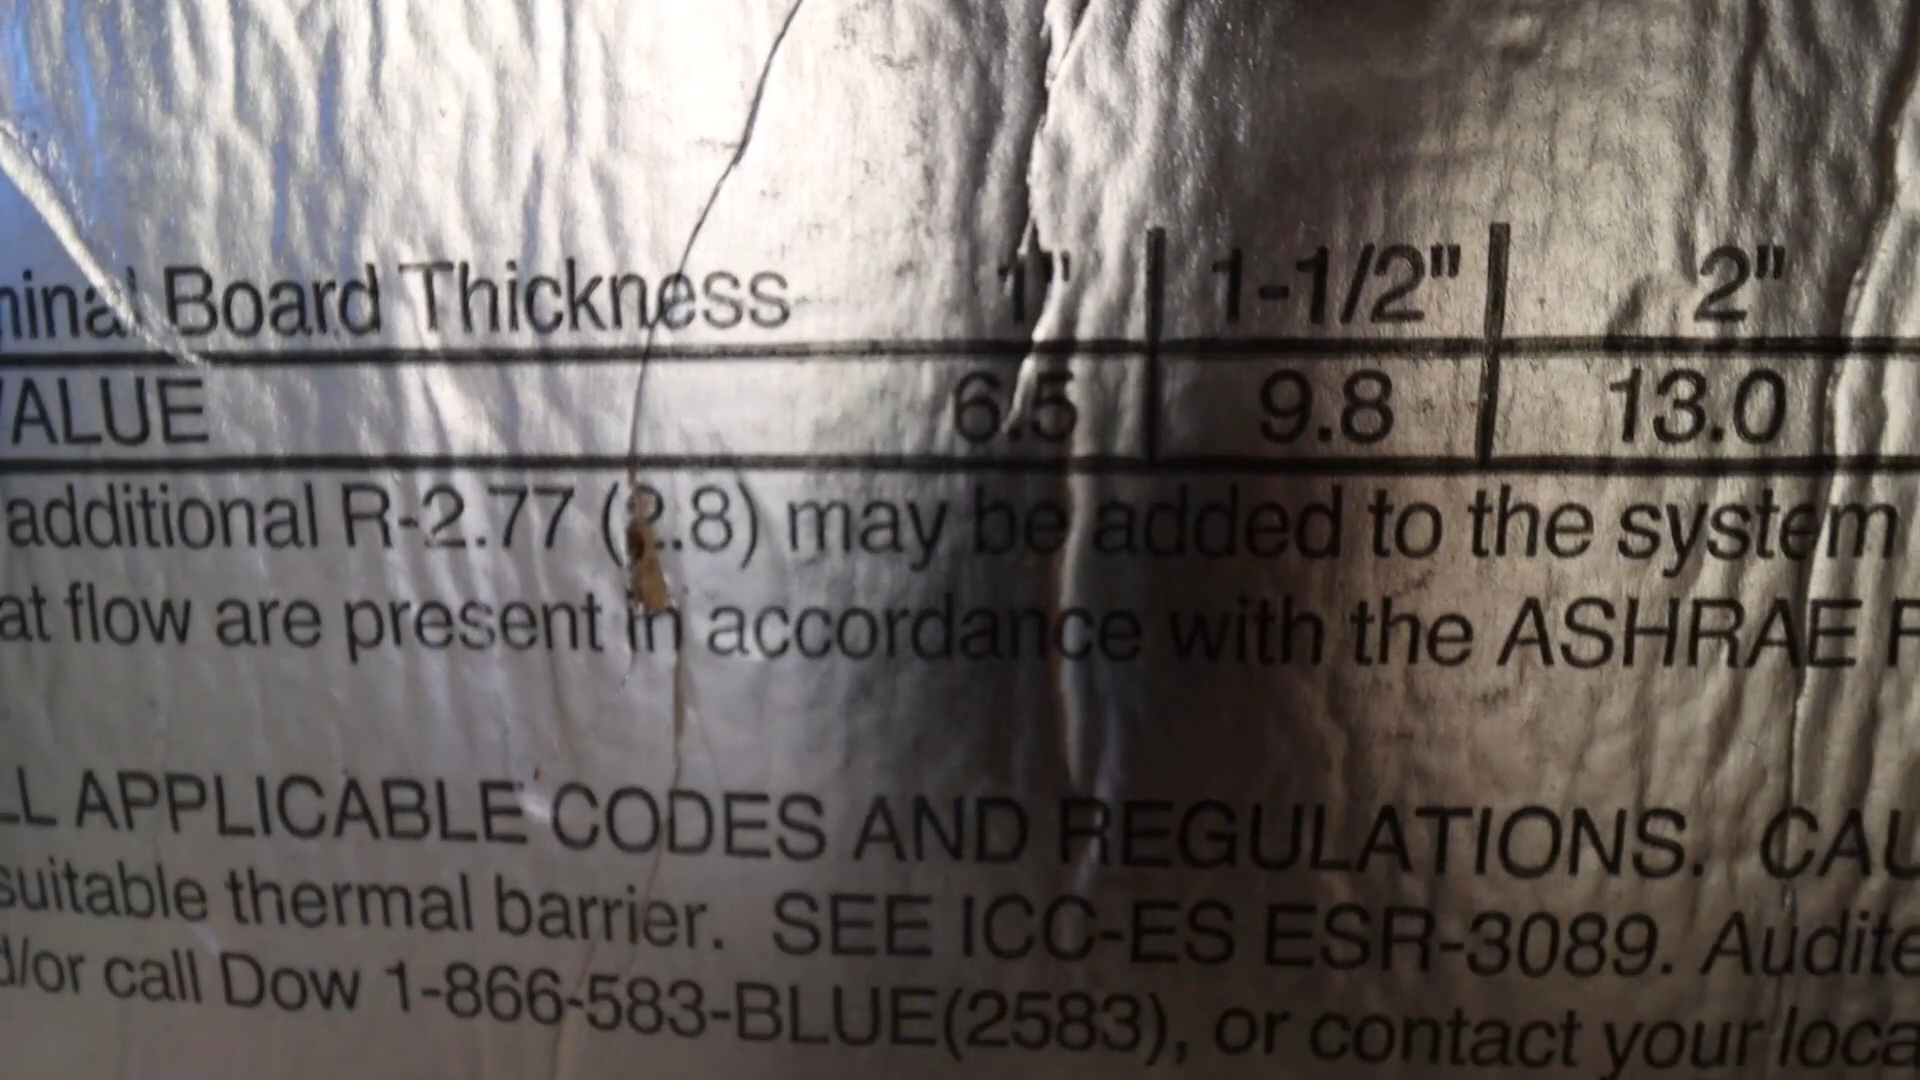 minal Board Thickness 1" 1-1/2" 2"
VALUE 6.5 9.8 13.0
additional R-2.77 (2.8) may be added to the system
at flow are present in accordance with the ASHRAE F
LL APPLICABLE CODES AND REGULATIONS. CAU
suitable thermal barrier. SEE ICC-ES ESR-3089. Audite
d/or call Dow 1-866-583-BLUE(2583), or contact your loca